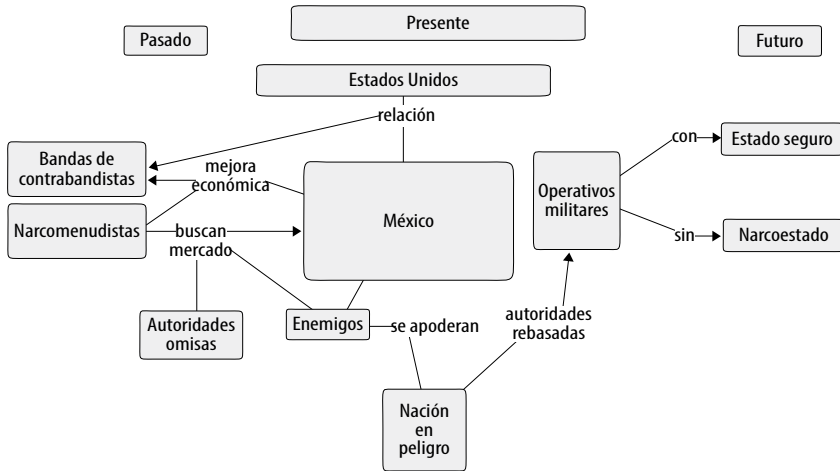 Pasado
Presente
Futuro
Estados Unidos
relación
con
Estado seguro
Bandas de
contrabandistas
mejora
económica
Operativos
militares
México
Narcomenudistas
buscan
mercado
sin
Narcoestado
Autoridades
omisas
Enemigos
se apoderan
autoridades
rebasadas
Nación
en
peligro